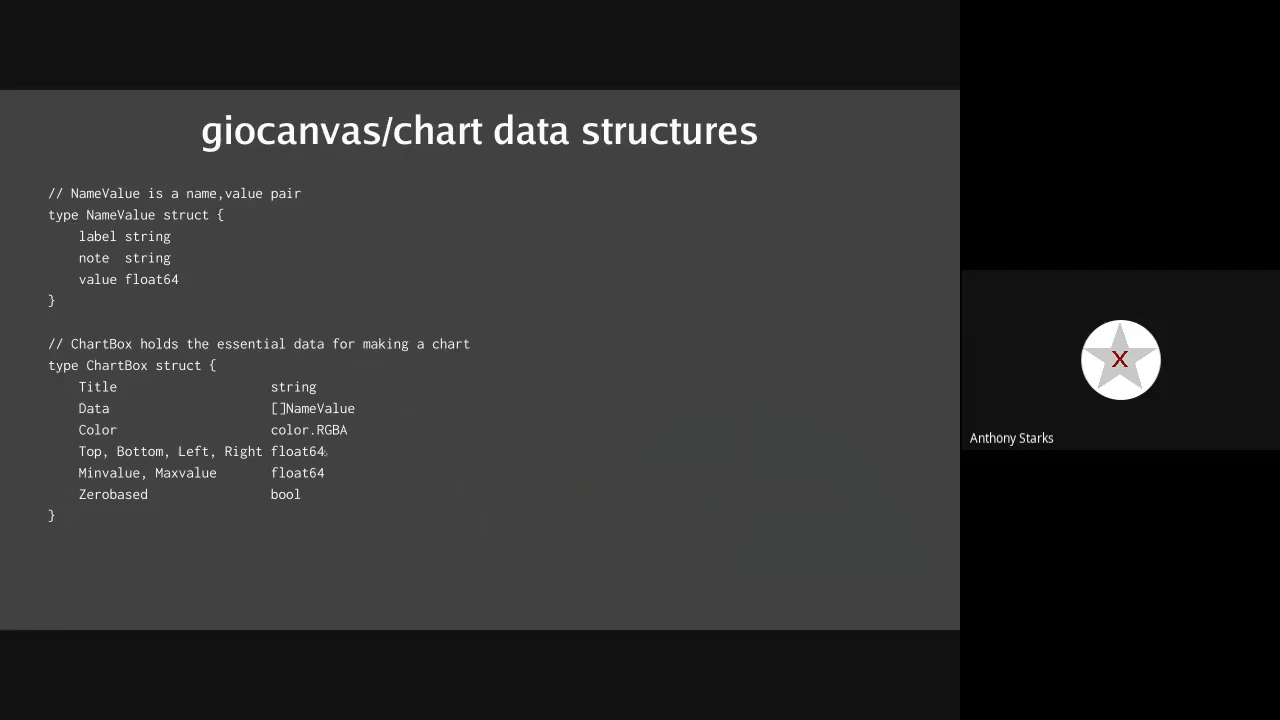 giocanvas/chart data structures
// NameValue is a name,value pair
type NameValue struct {
    label string
    note  string
    value float64
}
// ChartBox holds the essential data for making a chart
type ChartBox struct {
    Title                    string
    Data                     []NameValue
    Color                    color.RGBA
    Top, Bottom, Left, Right float64
    Minvalue, Maxvalue       float64
    Zerobased                bool
}
X
Anthony Starks